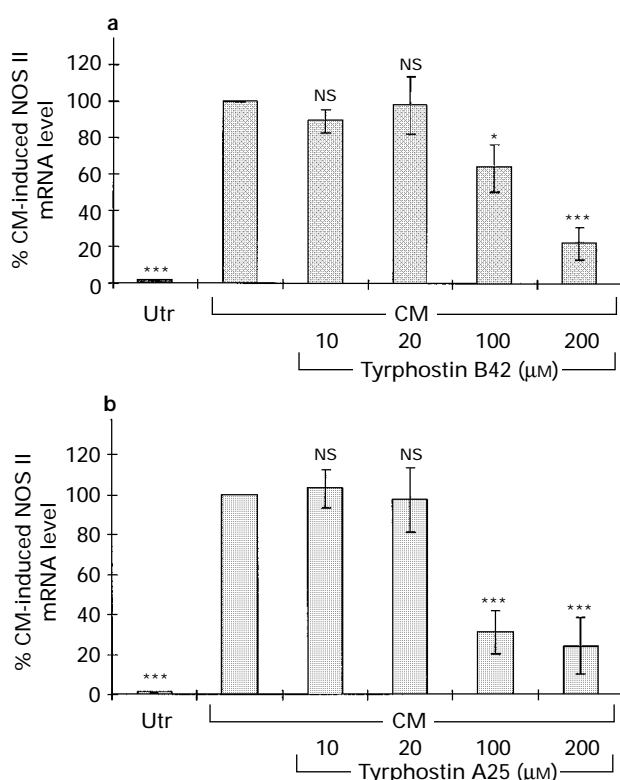 a
% CM-induced NOS II
mRNA level
120
100
80
60
40
20
0
***
NS
NS
*
***
Utr
CM
10 20 100 200
Tyrphostin B42 (μM)
b
% CM-induced NOS II
mRNA level
120
100
80
60
40
20
0
***
NS
NS
***
***
Utr
CM
10 20 100 200
Tyrphostin A25 (μM)